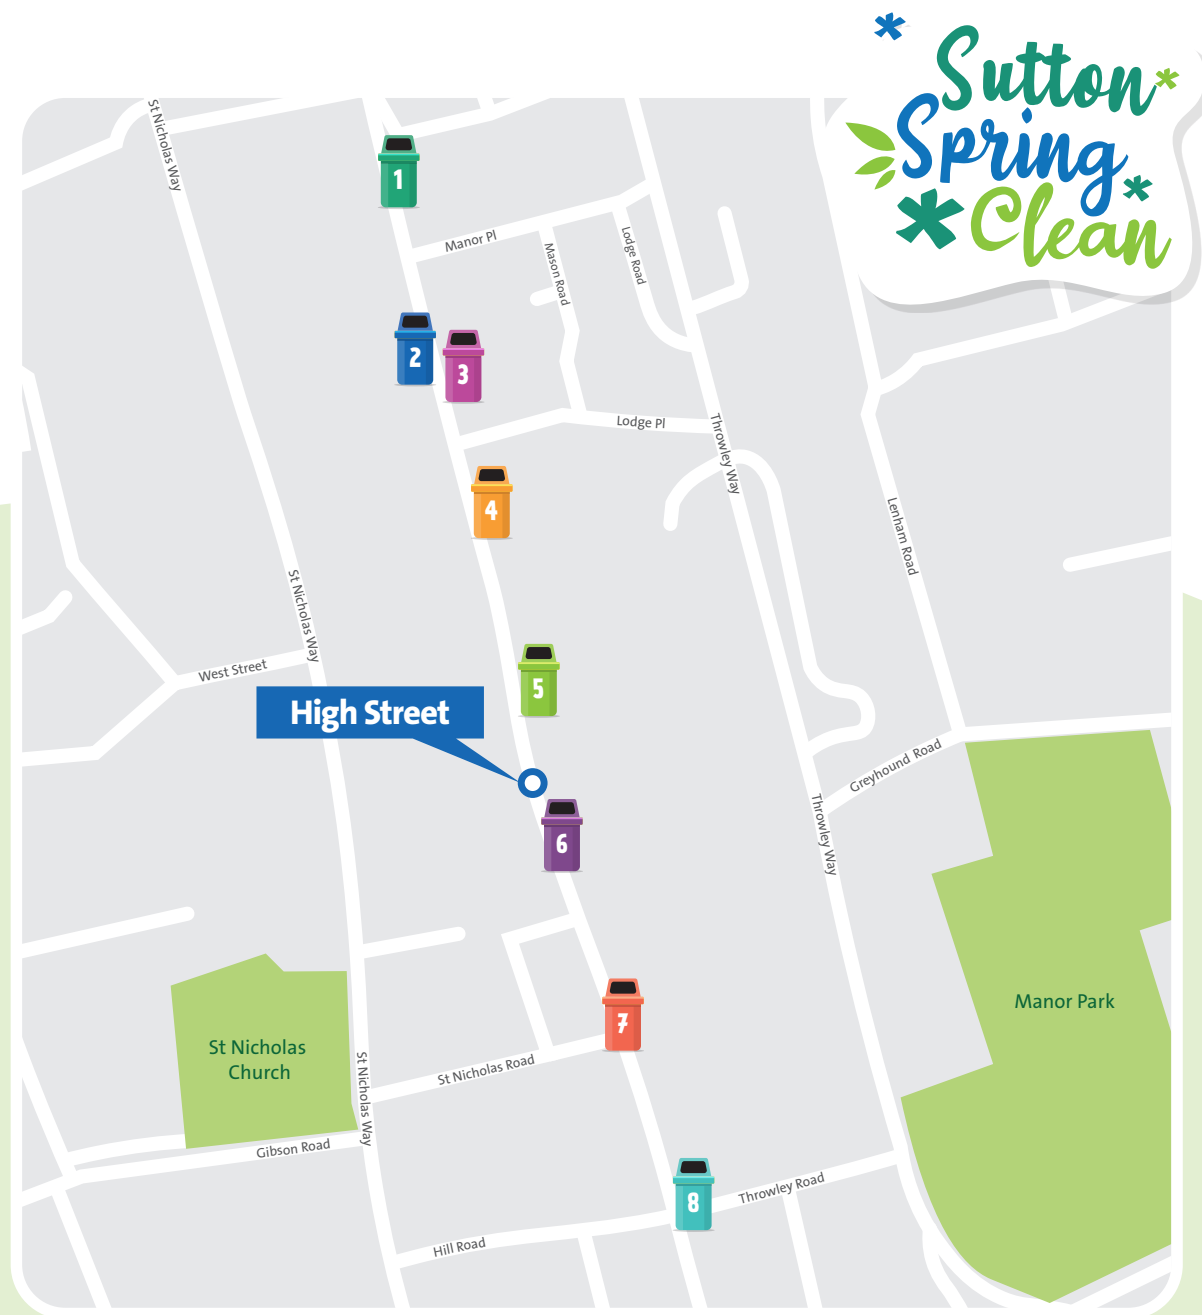 Sutton
Spring
Clean
St Nicholas Way
1
Manor Pl
Mason Road
Lodge Road
2
3
Lodge Pl
Throwley Way
4
Lenham Road
St Nicholas Way
West Street
5
High Street
Greyhound Road
Throwley Way
6
Manor Park
7
St Nicholas
Church
St Nicholas Way
St Nicholas Road
Gibson Road
8
Throwley Road
Hill Road